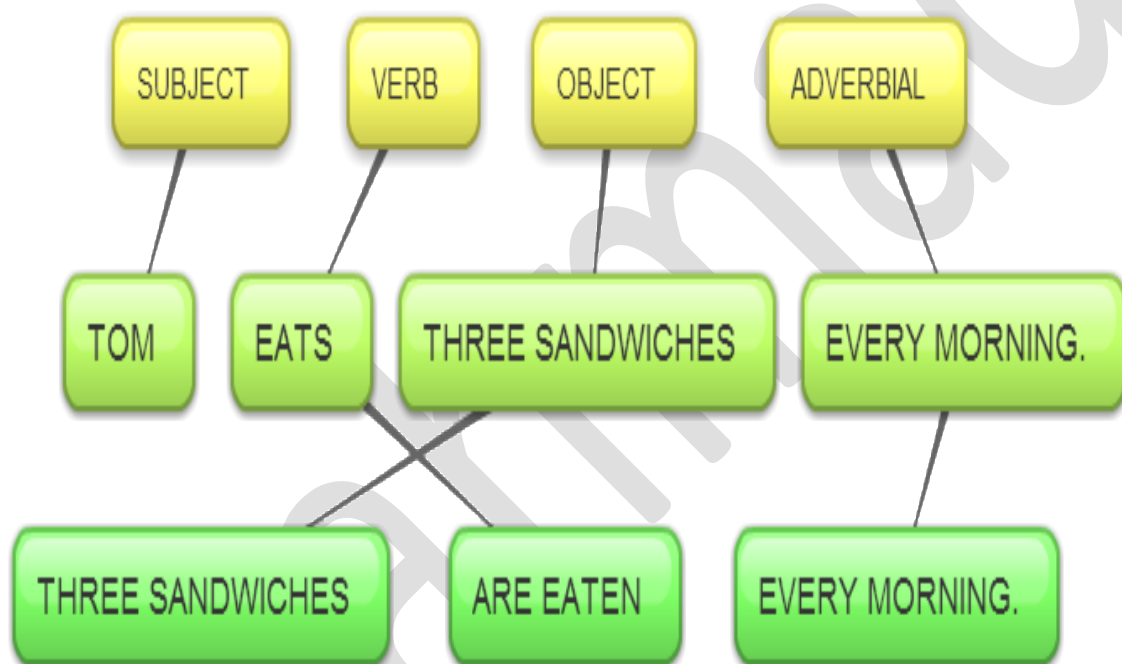 SUBJECT VERB OBJECT ADVERBIAL
TOM EATS THREE SANDWICHES EVERY MORNING.
THREE SANDWICHES ARE EATEN EVERY MORNING.